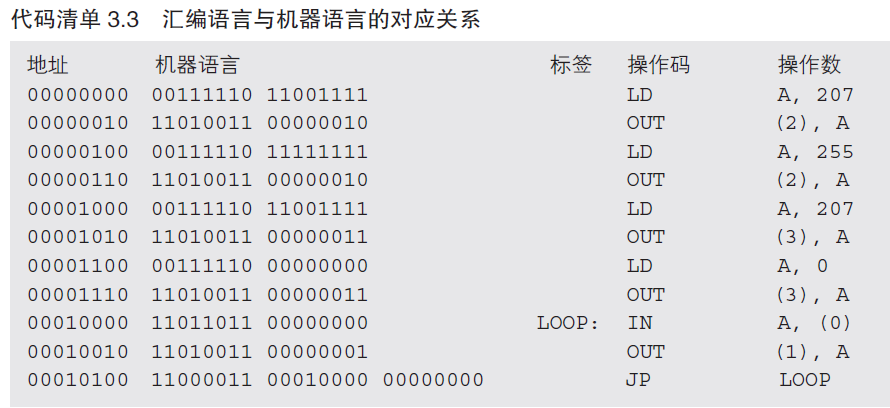 代码清单 3.3 汇编语言与机器语言的对应关系
地址 机器语言 标签 操作码 操作数
00000000 00111110 11001111 LD A, 207
00000010 11010011 00000010 OUT (2), A
00000100 00111110 11111111 LD A, 255
00000110 11010011 00000010 OUT (2), A
00001000 00111110 11001111 LD A, 207
00001010 11010011 00000011 OUT (3), A
00001100 00111110 00000000 LD A, 0
00001110 11010011 00000011 OUT (3), A
00010000 11011011 00000000 LOOP: IN A, (0)
00010010 11010011 00000001 OUT (1), A
00010100 11000011 00010000 00000000 JP LOOP